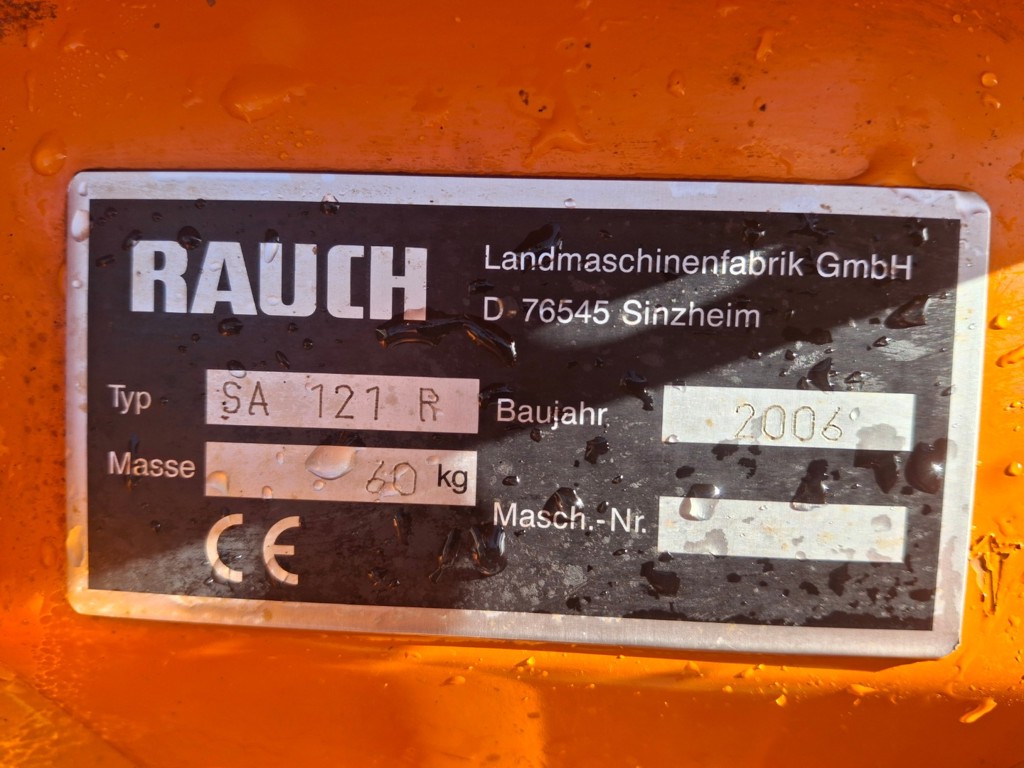 RAUCH
Landmaschinenfabrik GmbH
D-76545 Sinzheim
Typ SA 121 R
Baujahr 2006
Masse 60 kg
Masch.-Nr.
CE